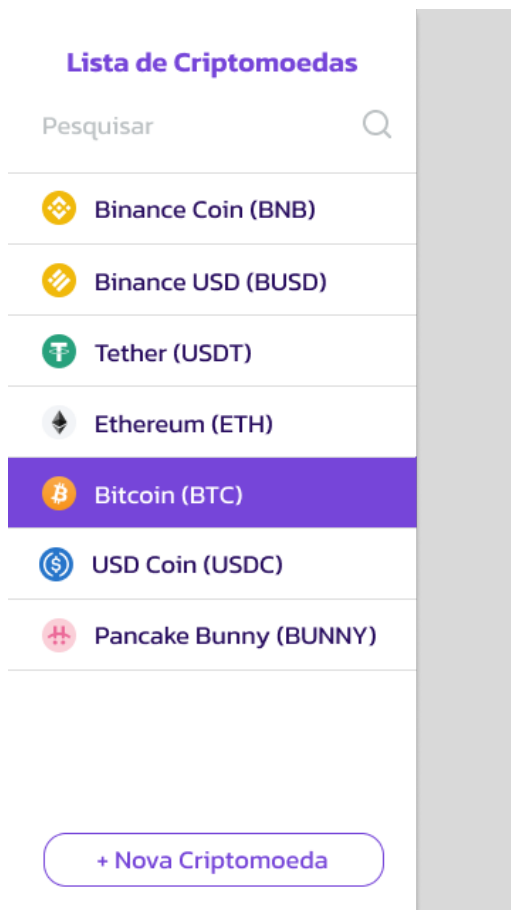 Lista de Criptomoedas
Pesquisar
Binance Coin (BNB)
Binance USD (BUSD)
Tether (USDT)
Ethereum (ETH)
Bitcoin (BTC)
USD Coin (USDC)
Pancake Bunny (BUNNY)
+ Nova Criptomoeda